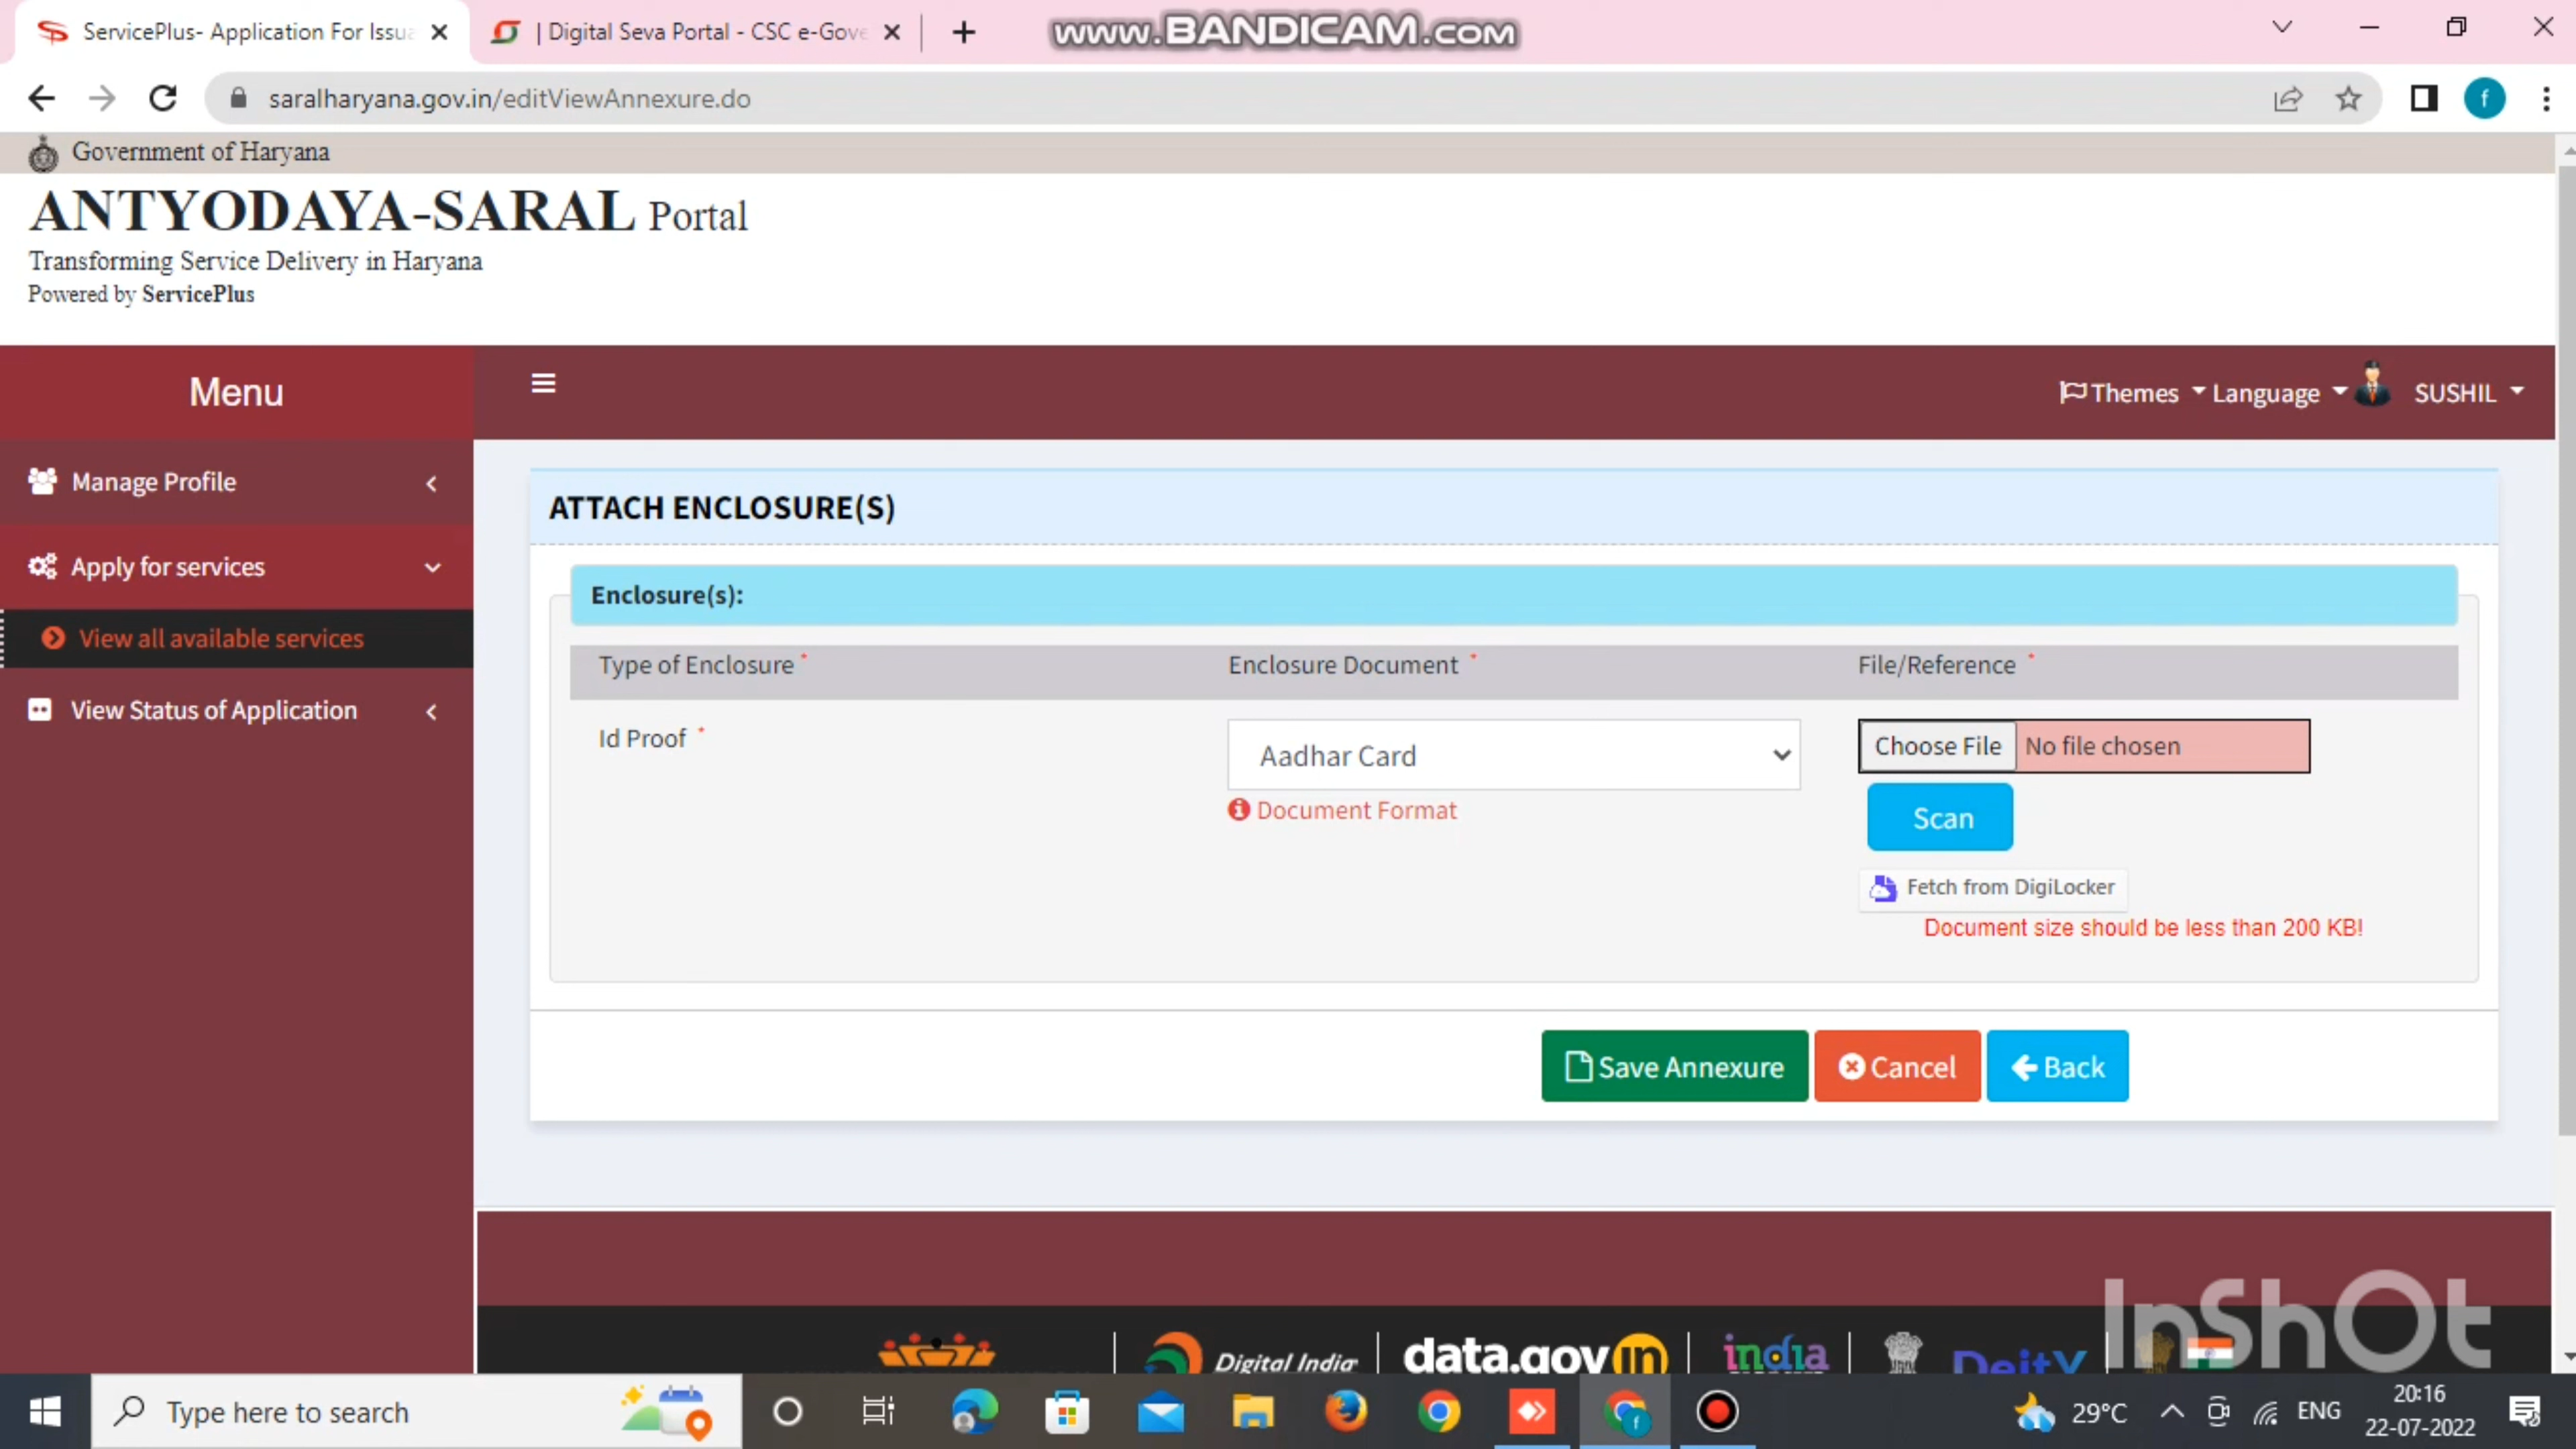 ServicePlus- Application For Issua
| Digital Seva Portal - CSC e-Gove
www.BANDICAM.com
saralharyana.gov.in/editViewAnnexure.do
f
Government of Haryana
ANTYODAYA-SARAL Portal
Transforming Service Delivery in Haryana
Powered by ServicePlus
Menu
Themes Language SUSHIL
Manage Profile
Apply for services
View all available services
View Status of Application
ATTACH ENCLOSURE(S)
Enclosure(s):
Type of Enclosure * Enclosure Document * File/Reference *
Id Proof * Aadhar Card Choose File No file chosen
Document Format
Scan
Fetch from DigiLocker
Document size should be less than 200 KB!
Save Annexure Cancel Back
InShOt
Digital India data.gov in india DeitY
Type here to search
29°C ENG
20:16
22-07-2022